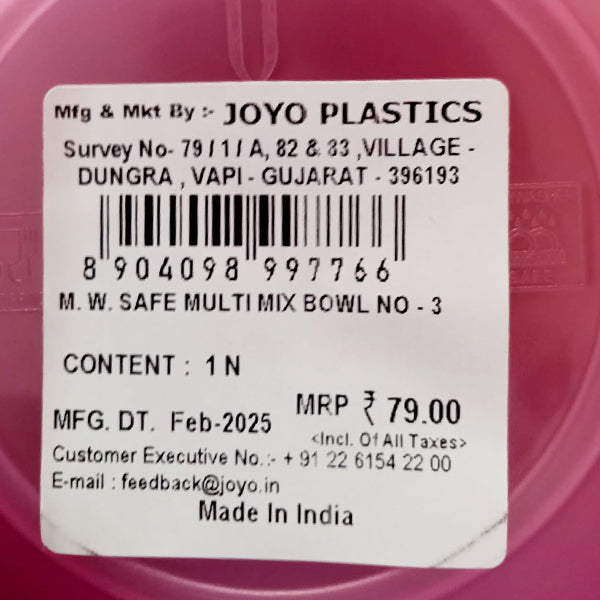 Mfg & Mkt By :- JOYO PLASTICS
Survey No- 79 / 1 / A, 82 & 83 ,VILLAGE -
DUNGRA , VAPI - GUJARAT - 396193
8 904098 997766
M. W. SAFE MULTI MIX BOWL NO - 3
CONTENT : 1 N
MRP ₹ 79.00
MFG. DT. Feb-2025
<Incl. Of All Taxes>
Customer Executive No.:- + 91 22 6154 22 00
E-mail : feedback@joyo.in
Made In India